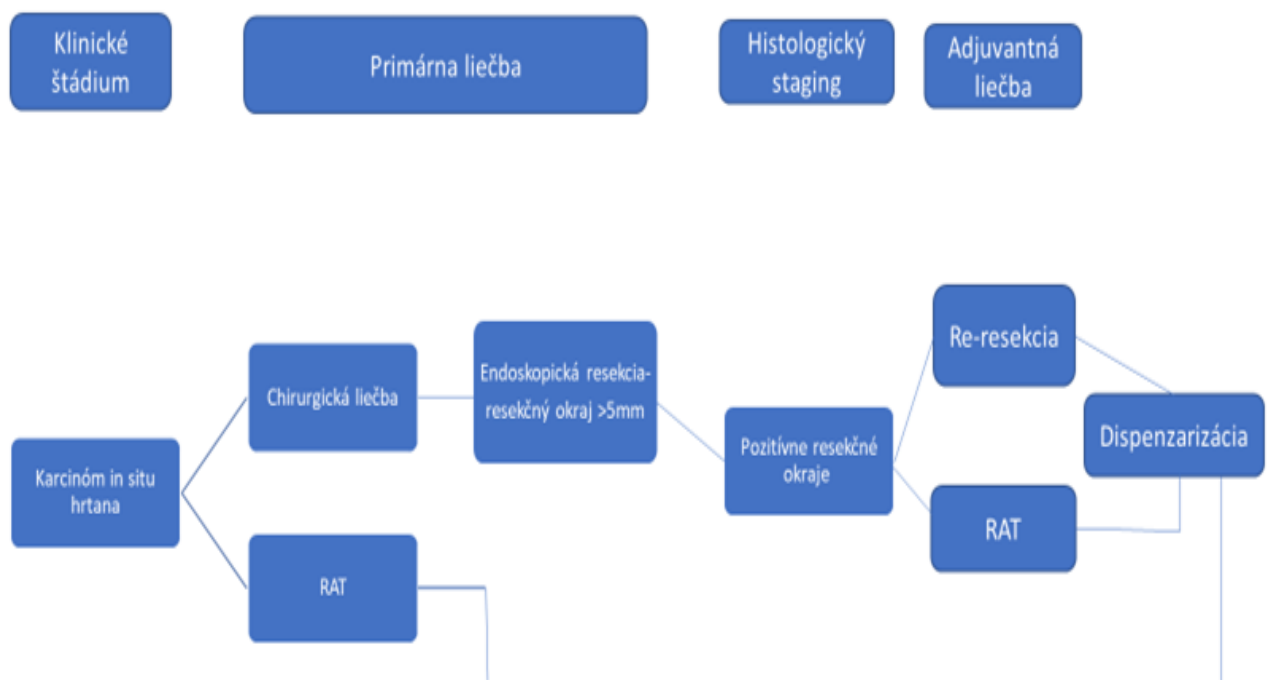 Klinické
štádium
Primárna liečba
Histologický
staging
Adjuvantná
liečba
Karcinóm in situ
hrtana
Chirurgická liečba
RAT
Endoskopická resekcia-
resekčný okraj >5mm
Pozitívne resekčné
okraje
Re-resekcia
RAT
Dispenzarizácia